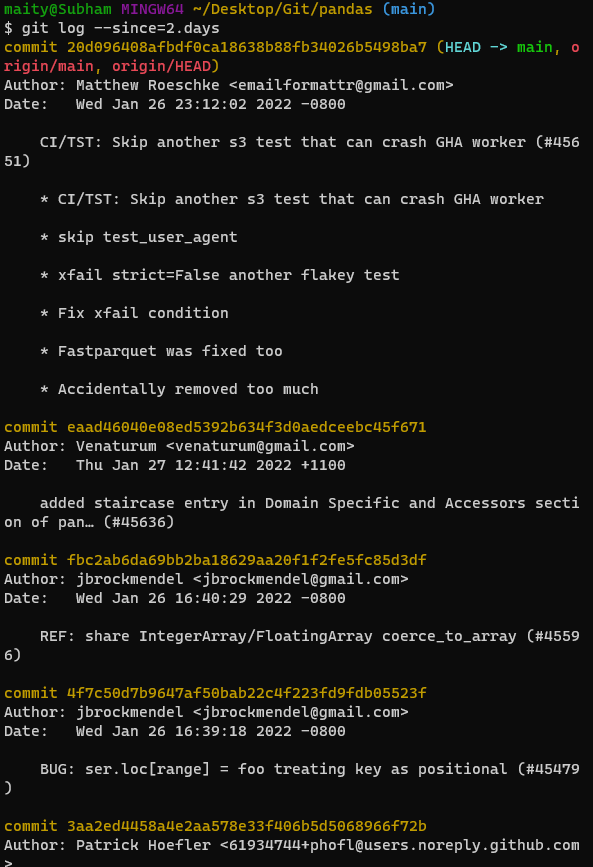 maity@Subham MINGW64 ~/Desktop/Git/pandas (main)
$ git log --since=2.days
commit 20d096408afbdf0ca18638b88fb34026b5498ba7 (HEAD -> main, o
rigin/main, origin/HEAD)
Author: Matthew Roeschke <emailformattr@gmail.com>
Date:   Wed Jan 26 23:12:02 2022 -0800
    CI/TST: Skip another s3 test that can crash GHA worker (#456
51)
    * CI/TST: Skip another s3 test that can crash GHA worker
    * skip test_user_agent
    * xfail strict=False another flakey test
    * Fix xfail condition
    * Fastparquet was fixed too
    * Accidentally removed too much
commit eaad46040e08ed5392b634f3d0aedceebc45f671
Author: Venaturum <venaturum@gmail.com>
Date:   Thu Jan 27 12:41:42 2022 +1100
    added staircase entry in Domain Specific and Accessors secti
on of pan… (#45636)
commit fbc2ab6da69bb2ba18629aa20f1f2fe5fc85d3df
Author: jbrockmendel <jbrockmendel@gmail.com>
Date:   Wed Jan 26 16:40:29 2022 -0800
    REF: share IntegerArray/FloatingArray coerce_to_array (#4559
6)
commit 4f7c50d7b9647af50bab22c4f223fd9fdb05523f
Author: jbrockmendel <jbrockmendel@gmail.com>
Date:   Wed Jan 26 16:39:18 2022 -0800
    BUG: ser.loc[range] = foo treating key as positional (#45479
)
commit 3aa2ed4458a4e2aa578e33f406b5d5068966f72b
Author: Patrick Hoefler <61934744+phofl@users.noreply.github.com
>